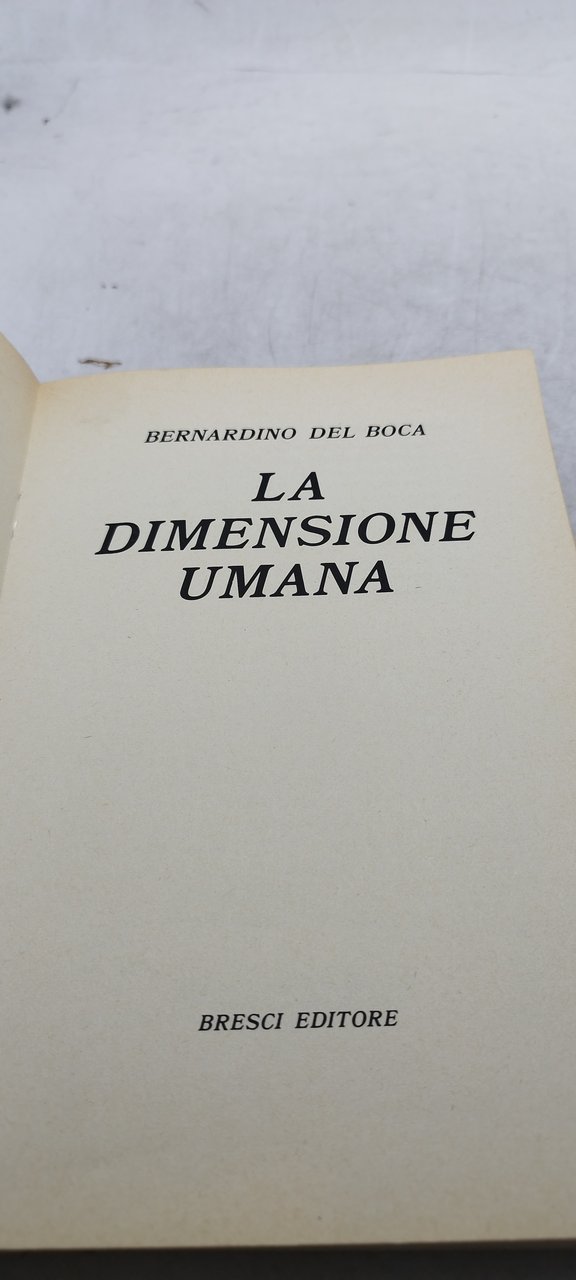 BERNARDINO DEL BOCA
LA
DIMENSIONE
UMANA
BRESCI EDITORE